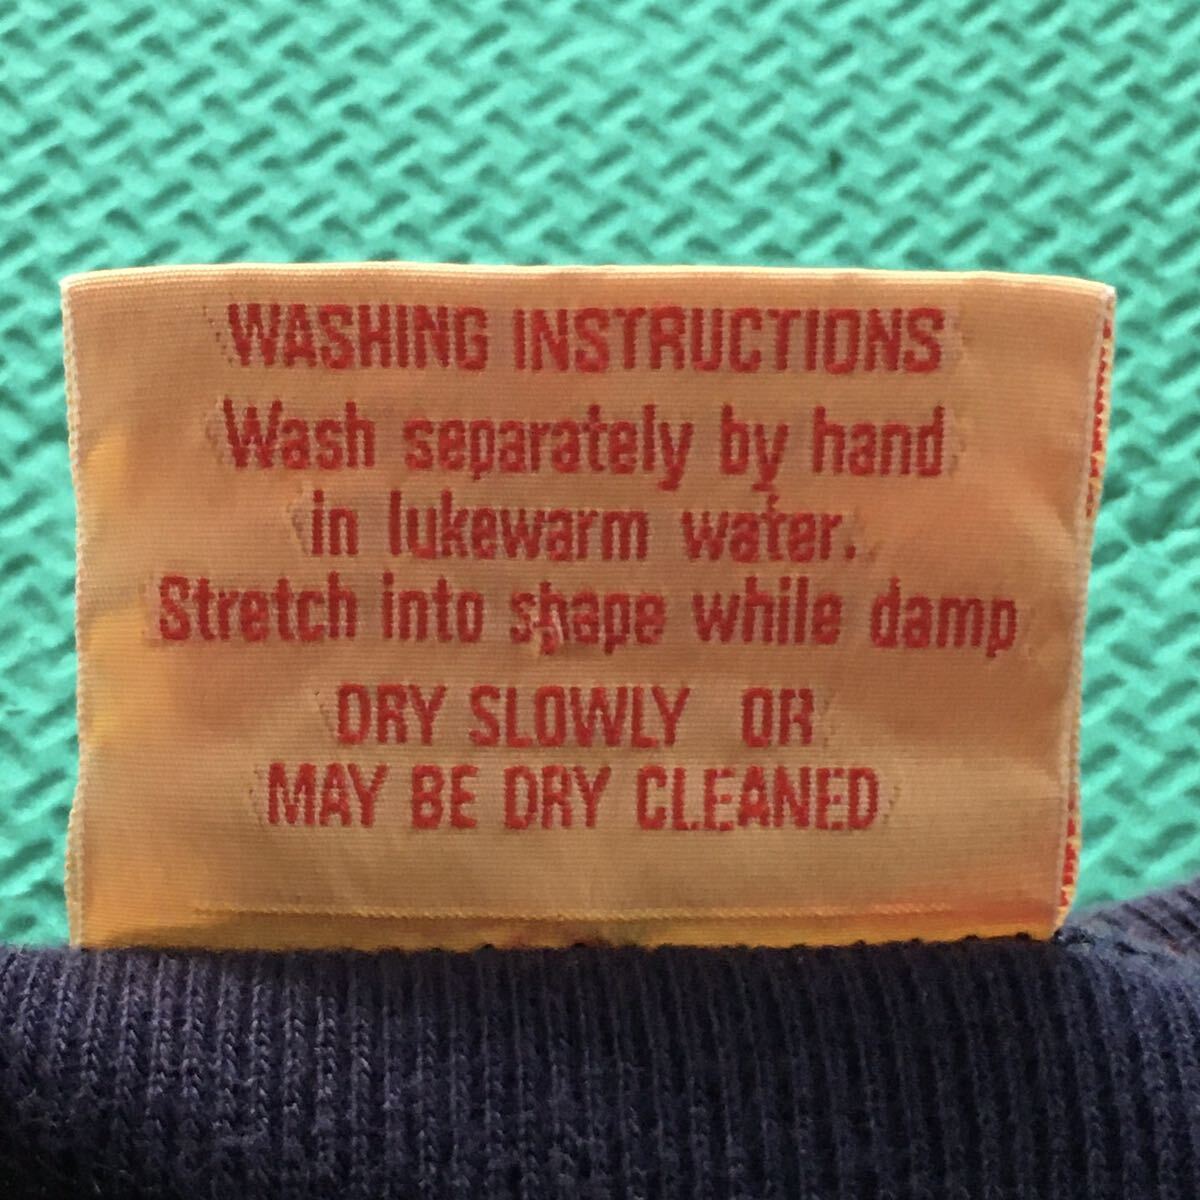 WASHING INSTRUCTIONS
Wash separately by hand
in lukewarm water.
Stretch into shape while damp
DRY SLOWLY OR
MAY BE DRY CLEANED